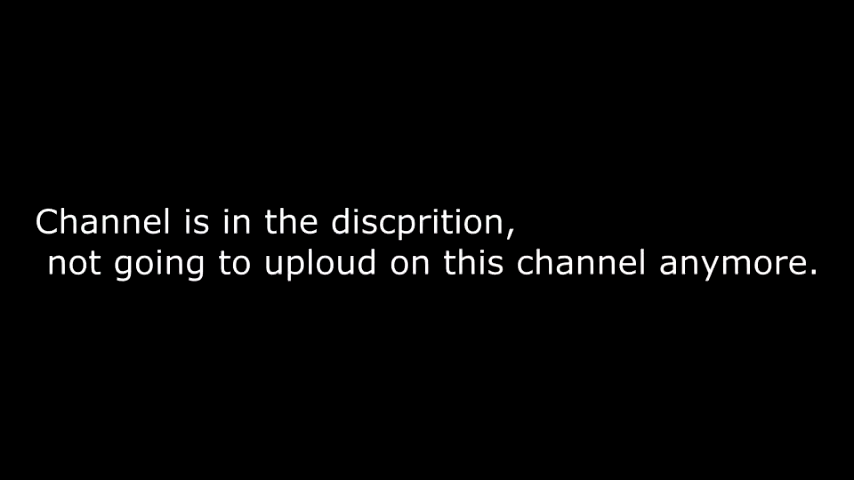 Channel is in the discprition,
not going to uploud on this channel anymore.